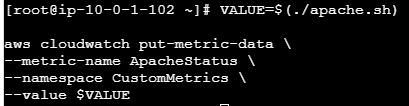 [root@ip-10-0-1-102 ~]# VALUE=$(./apache.sh)
aws cloudwatch put-metric-data \
--metric-name ApacheStatus \
--namespace CustomMetrics \
--value $VALUE